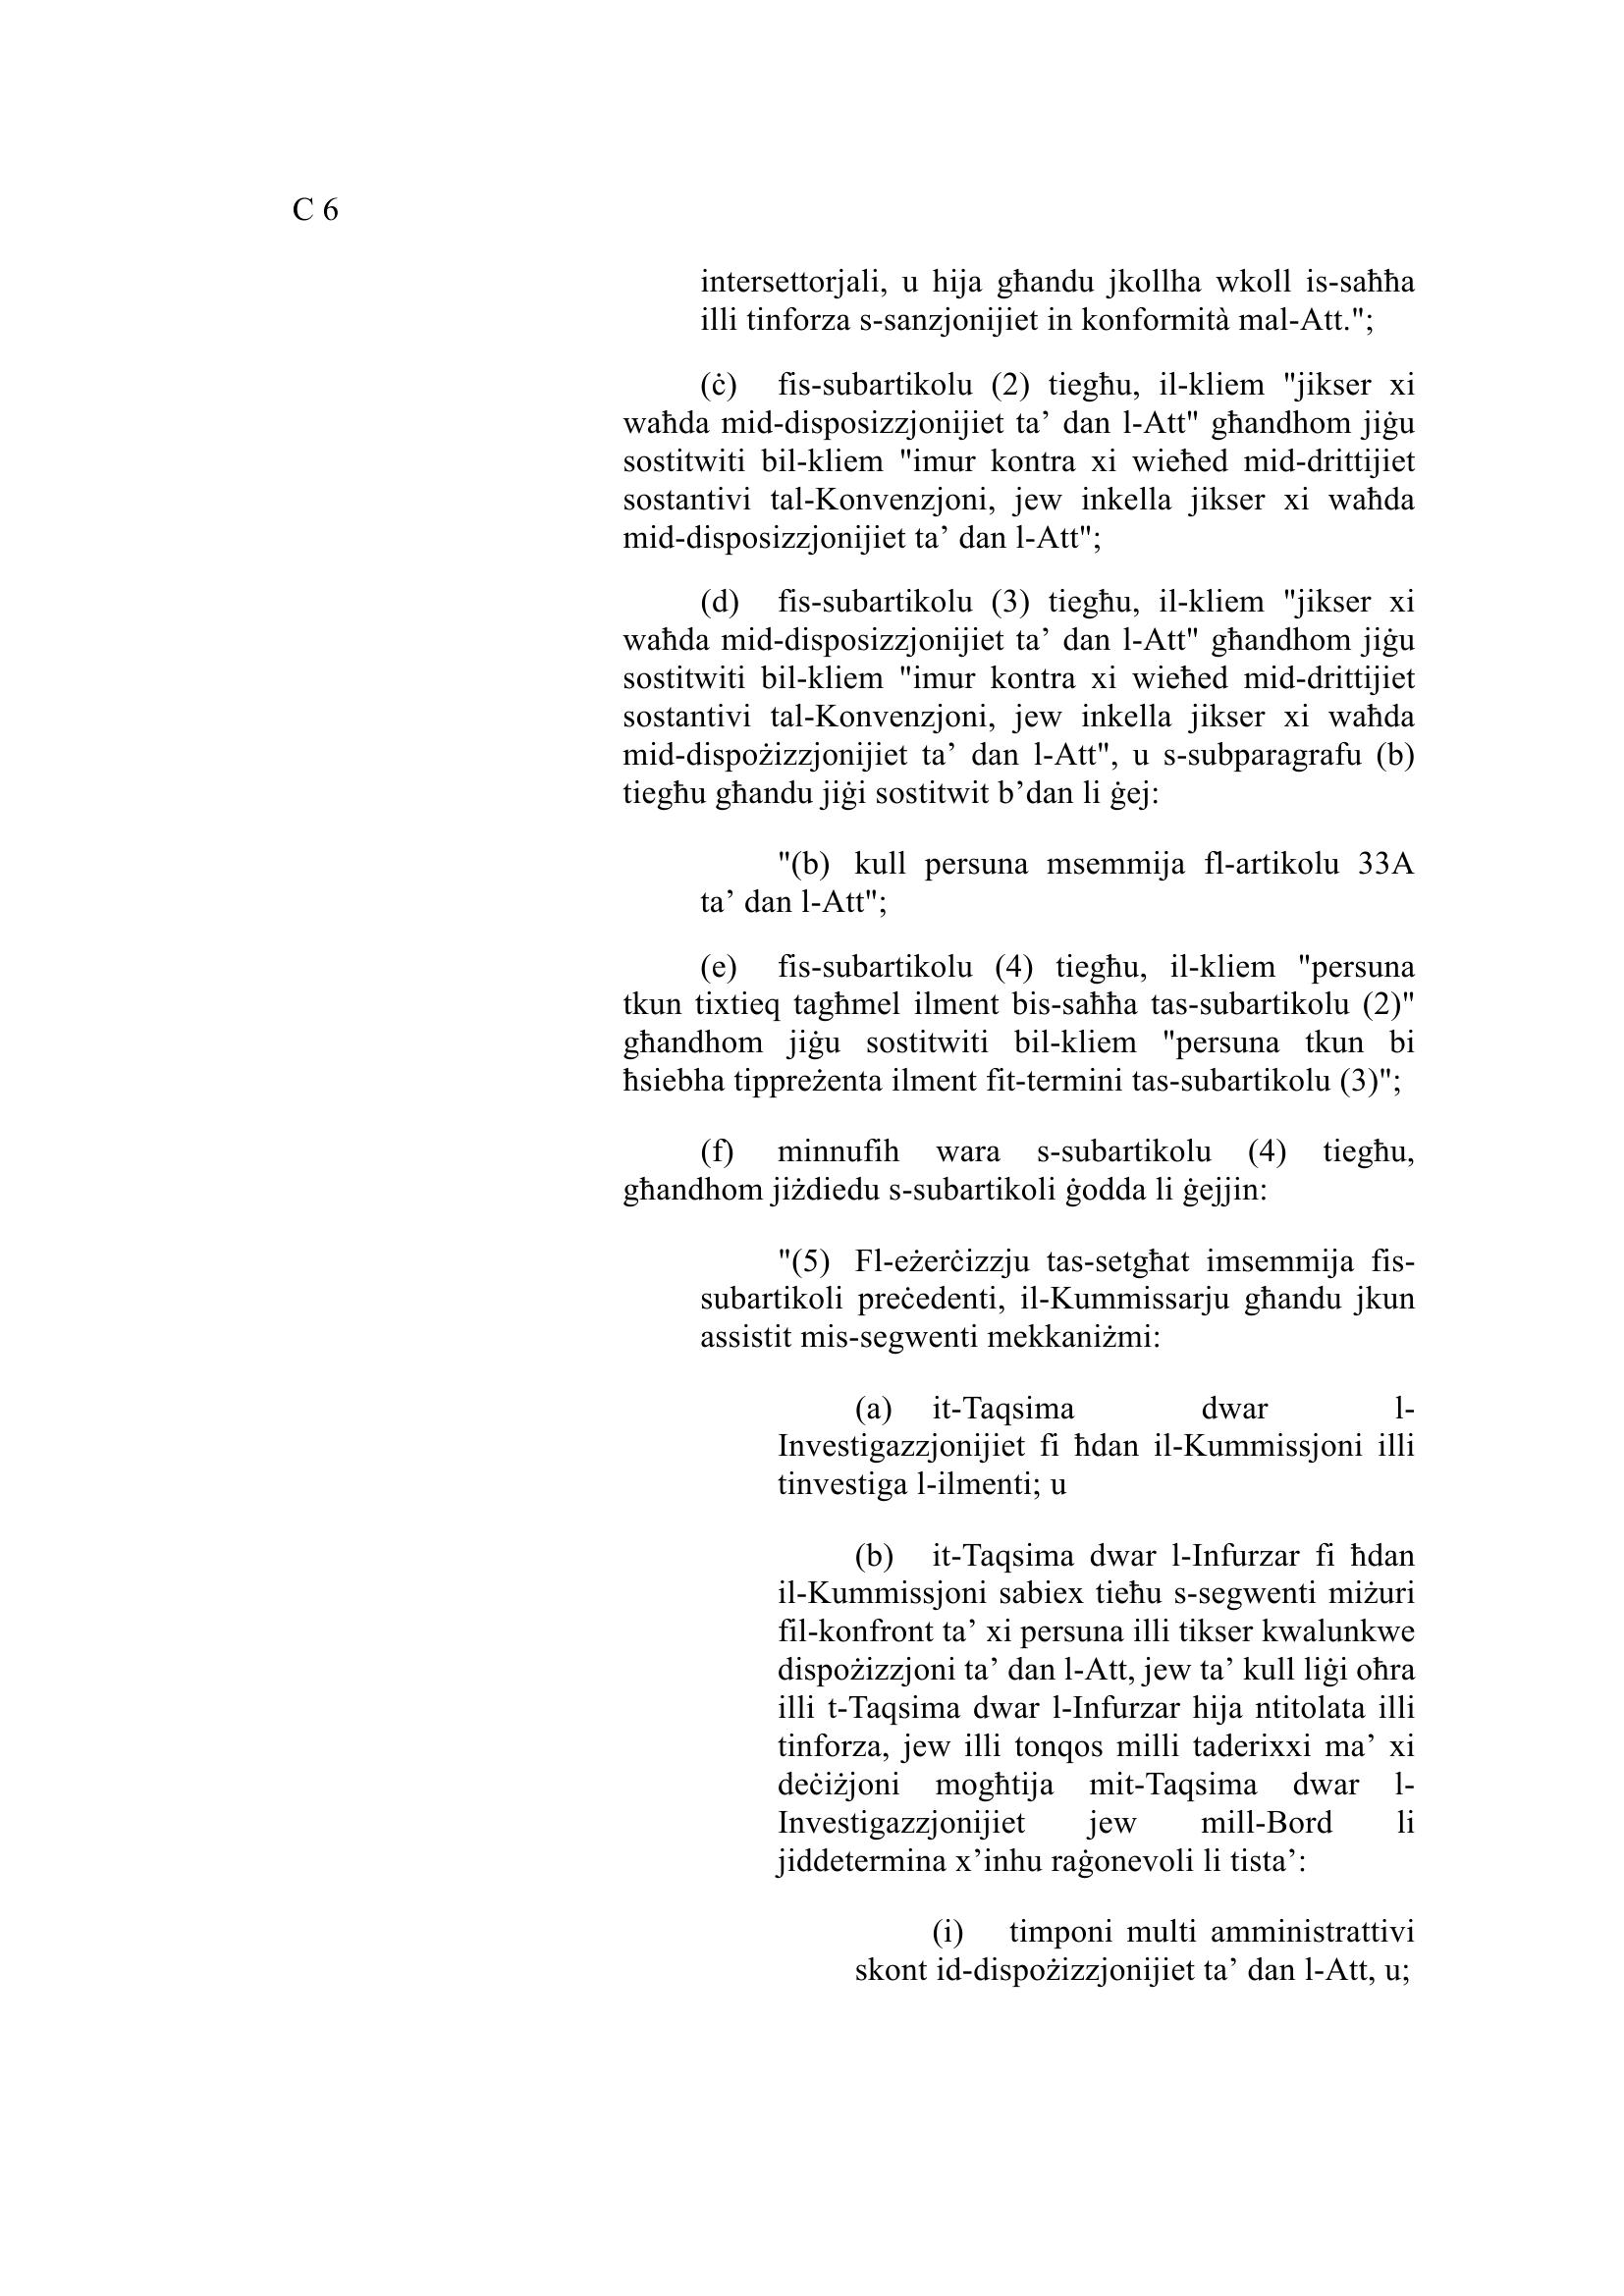 C 6
intersettorjali, u hija għandu jkollha wkoll is-saħħa
illi tinforza s-sanzjonijiet in konformità mal-Att.";
(ċ) fis-subartikolu (2) tiegħu, il-kliem "jikser xi
waħda mid-disposizzjonijiet ta’ dan l-Att" għandhom jiġu
sostitwiti bil-kliem "imur kontra xi wieħed mid-drittijiet
sostantivi tal-Konvenzjoni, jew inkella jikser xi waħda
mid-disposizzjonijiet ta’ dan l-Att";
(d) fis-subartikolu (3) tiegħu, il-kliem "jikser xi
waħda mid-disposizzjonijiet ta’ dan l-Att" għandhom jiġu
sostitwiti bil-kliem "imur kontra xi wieħed mid-drittijiet
sostantivi tal-Konvenzjoni, jew inkella jikser xi waħda
mid-dispożizzjonijiet ta’ dan l-Att", u s-subparagrafu (b)
tiegħu għandu jiġi sostitwit b’dan li ġej:
"(b) kull persuna msemmija fl-artikolu 33A
ta’ dan l-Att";
(e) fis-subartikolu (4) tiegħu, il-kliem "persuna
tkun tixtieq tagħmel ilment bis-saħħa tas-subartikolu (2)"
għandhom jiġu sostitwiti bil-kliem "persuna tkun bi
ħsiebha tippreżenta ilment fit-termini tas-subartikolu (3)";
(f) minnufih wara s-subartikolu (4) tiegħu,
għandhom jiżdiedu s-subartikoli ġodda li ġejjin:
"(5) Fl-eżerċizzju tas-setgħat imsemmija fis-
subartikoli preċedenti, il-Kummissarju għandu jkun
assistit mis-segwenti mekkaniżmi:
(a) it-Taqsima dwar l-
Investigazzjonijiet fi ħdan il-Kummissjoni illi
tinvestiga l-ilmenti; u
(b) it-Taqsima dwar l-Infurzar fi ħdan
il-Kummissjoni sabiex tieħu s-segwenti miżuri
fil-konfront ta’ xi persuna illi tikser kwalunkwe
dispożizzjoni ta’ dan l-Att, jew ta’ kull liġi oħra
illi t-Taqsima dwar l-Infurzar hija ntitolata illi
tinforza, jew illi tonqos milli taderixxi ma’ xi
deċiżjoni mogħtija mit-Taqsima dwar l-
Investigazzjonijiet jew mill-Bord li
jiddetermina x’inhu raġonevoli li tista’:
(i) timponi multi amministrattivi
skont id-dispożizzjonijiet ta’ dan l-Att, u;